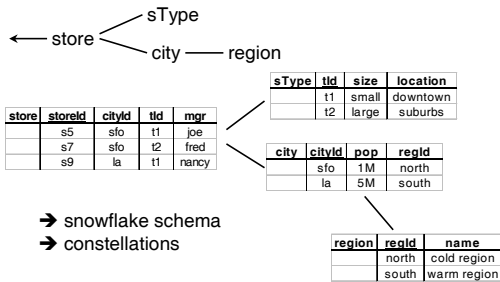 sType
store
city region
sType tId size location
t1 small downtown
t2 large suburbs
store storeId cityId tId mgr
s5 sfo t1 joe
s7 sfo t2 fred
s9 la t1 nancy
city cityId pop regId
sfo 1M north
la 5M south
➔ snowflake schema
➔ constellations
region regId name
north cold region
south warm region